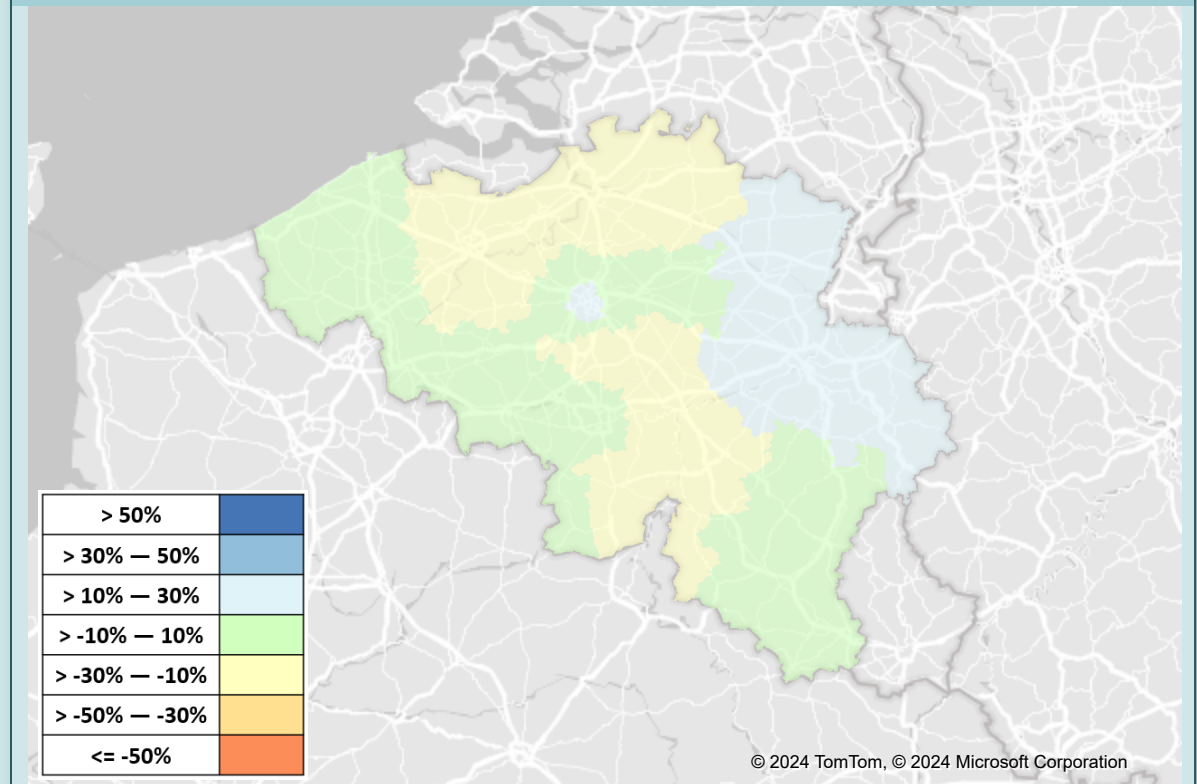 > 50%
> 30% — 50%
> 10% — 30%
> -10% — 10%
> -30% — -10%
> -50% — -30%
<= -50%
© 2024 TomTom, © 2024 Microsoft Corporation